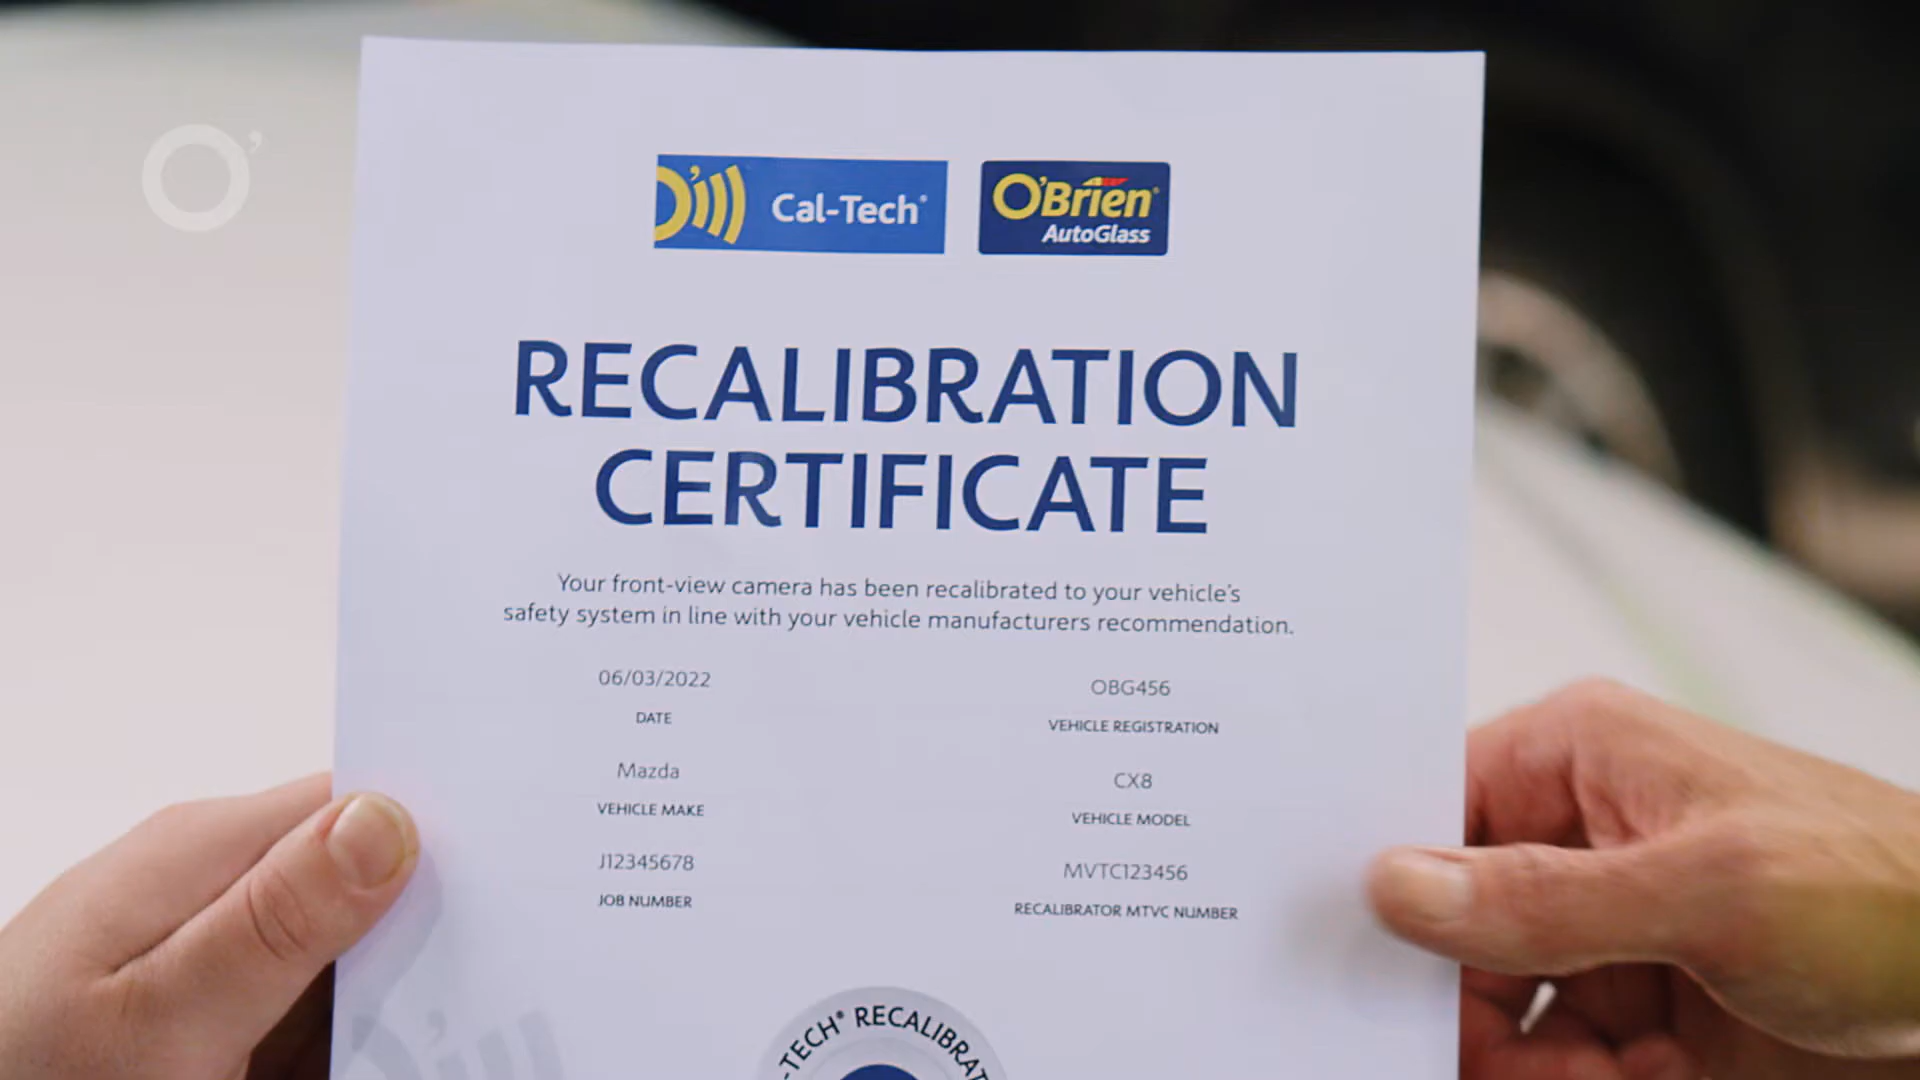 O'
Cal-Tech®
O'Brien®
AutoGlass
RECALIBRATION
CERTIFICATE
Your front-view camera has been recalibrated to your vehicle's
safety system in line with your vehicle manufacturers recommendation.
06/03/2022
DATE
OBG456
VEHICLE REGISTRATION
Mazda
VEHICLE MAKE
CX8
VEHICLE MODEL
J12345678
JOB NUMBER
MVTC123456
RECALIBRATOR MTVC NUMBER
-TECH® RECALIBRAT